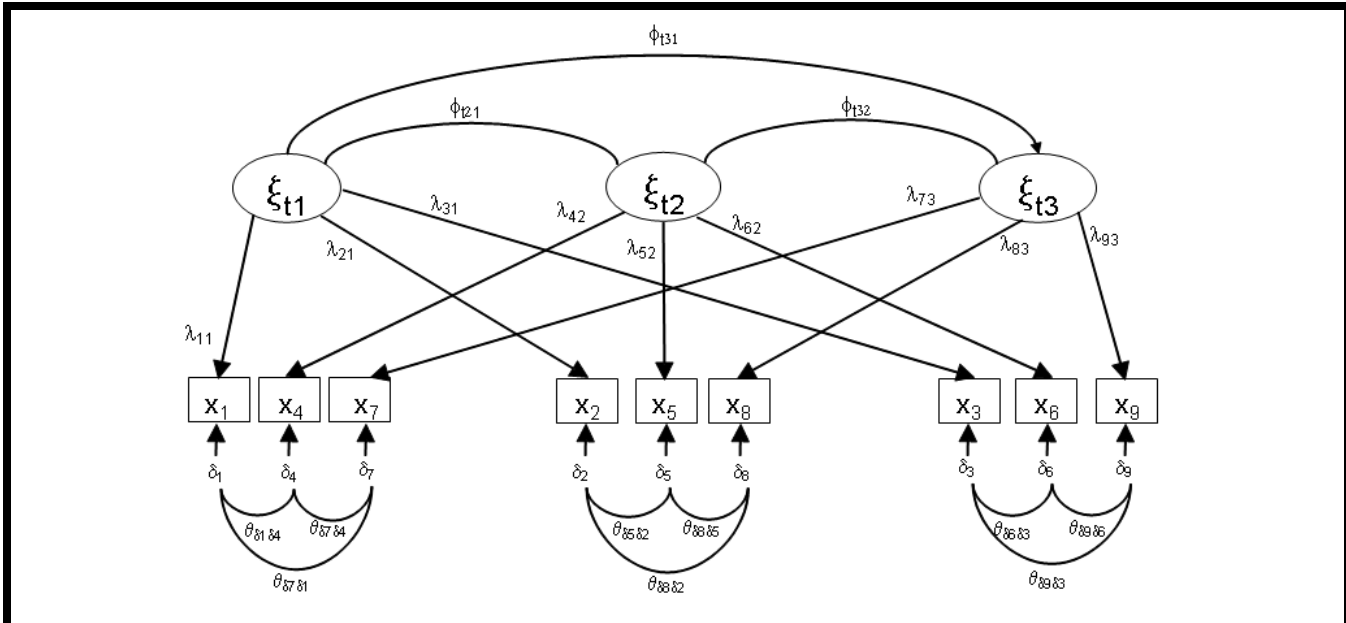 ϕt31
ϕt21 ϕt32
ξt1 ξt2 ξt3
λ31 λ42 λ73
λ21 λ52 λ62 λ83 λ93
λ11
x1 x4 x7 x2 x5 x8 x3 x6 x9
δ1 δ4 δ7 δ2 δ5 δ8 δ3 δ6 δ9
θδ1δ4 θδ7δ4 θδ5δ2 θδ8δ5 θδ6δ3 θδ9δ6
θδ7δ1 θδ8δ2 θδ9δ3